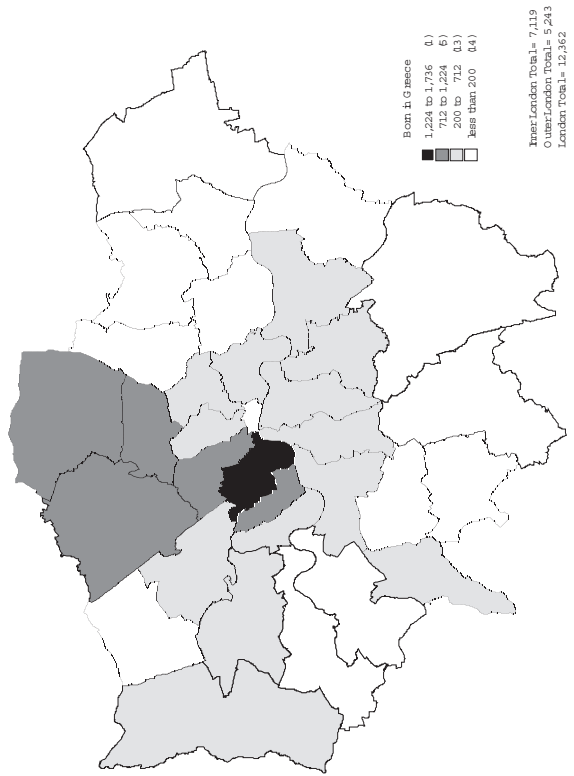 Born in Greece
1,224 to 1,736 (1)
712 to 1,224 (5)
200 to 712 (13)
less than 200 (14)
Inner London Total = 7,119
Outer London Total = 5,243
London Total = 12,362